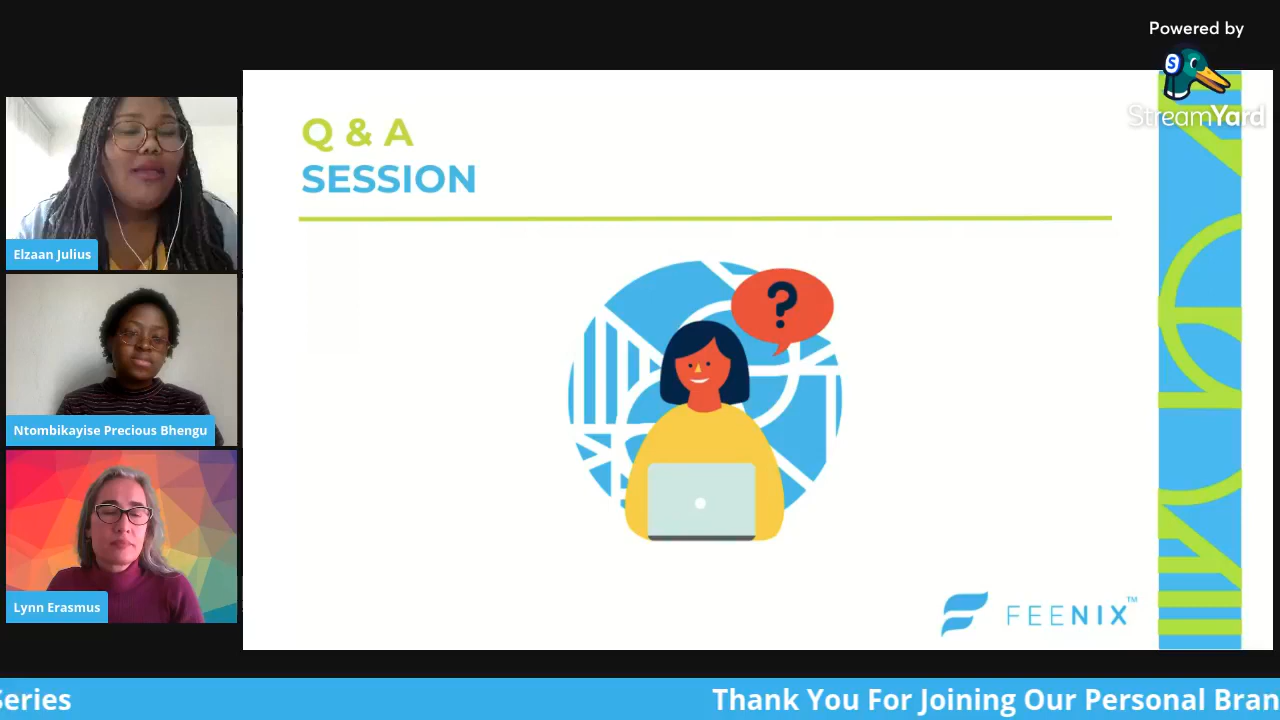 Powered by
StreamYard
Q & A
SESSION
?
Elzaan Julius
Ntombikayise Precious Bhengu
Lynn Erasmus
FEENIX™
Series
Thank You For Joining Our Personal Bran